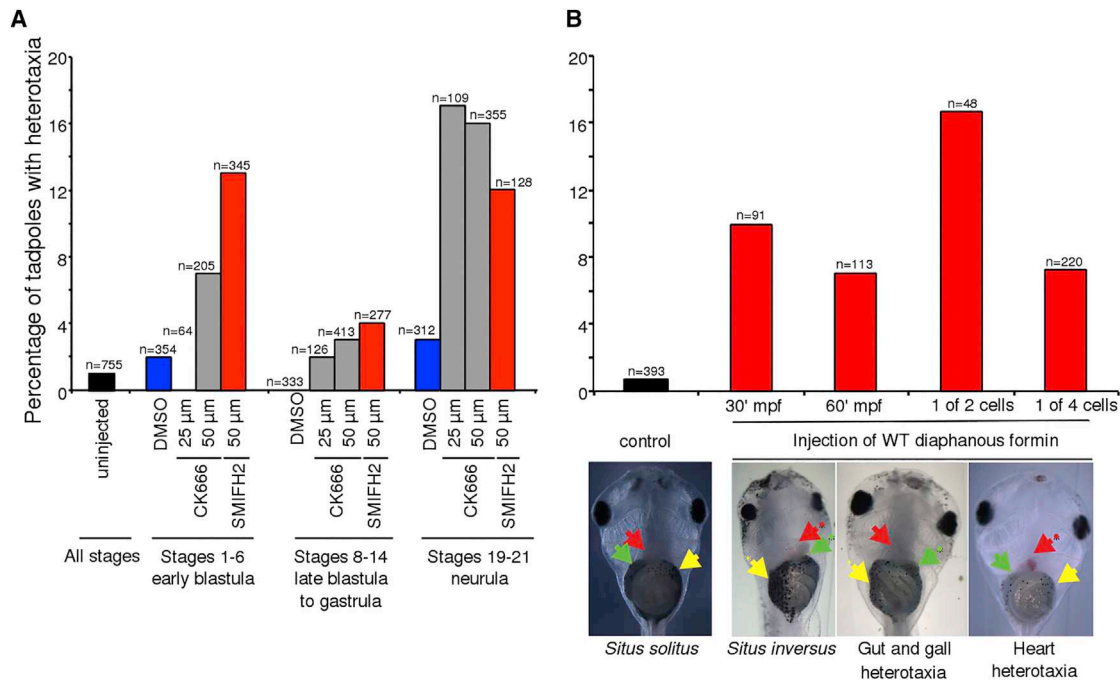 A
Percentage of tadpoles with heterotaxia
20
16
12
8
4
0
n=755
n=354
n=64
n=205
n=345
n=333
n=126
n=413
n=277
n=312
n=109
n=355
n=128
uninjected
DMSO
25 µm
50 µm
50 µm
DMSO
25 µm
50 µm
50 µm
DMSO
25 µm
50 µm
50 µm
CK666
SMIFH2
CK666
SMIFH2
CK666
SMIFH2
All stages
Stages 1-6
early blastula
Stages 8-14
late blastula
to gastrula
Stages 19-21
neurula
B
20
16
12
8
4
0
n=393
n=91
n=113
n=48
n=220
30' mpf
60' mpf
1 of 2 cells
1 of 4 cells
control
Injection of WT diaphanous formin
Situs solitus
Situs inversus
Gut and gall
heterotaxia
Heart
heterotaxia